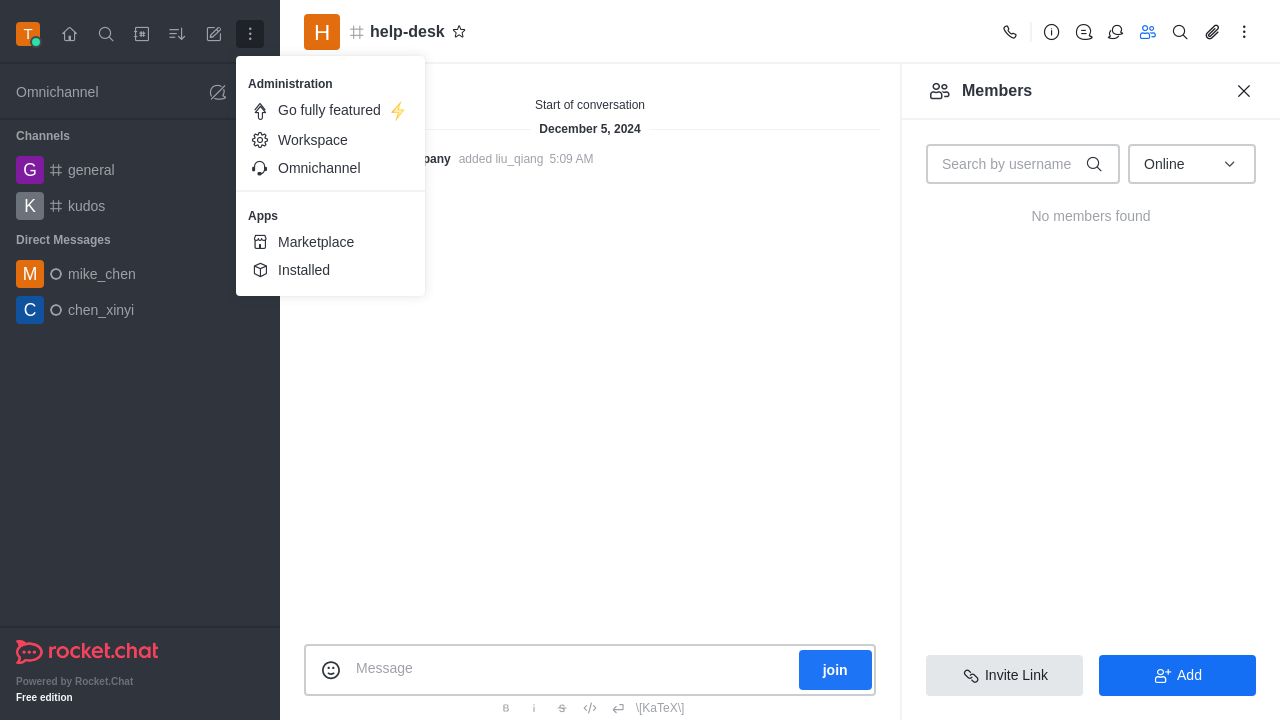 T
H
help-desk
Administration
Go fully featured
Workspace
Omnichannel
Apps
Marketplace
Installed
Omnichannel
Channels
G general
K kudos
Direct Messages
M mike_chen
C chen_xinyi
rocket.chat
Powered by Rocket.Chat
Free edition
Start of conversation
December 5, 2024
added liu_qiang 5:09 AM
Message
join
B i S \[KaTeX\]
Members
Search by username
Online
No members found
Invite Link
Add